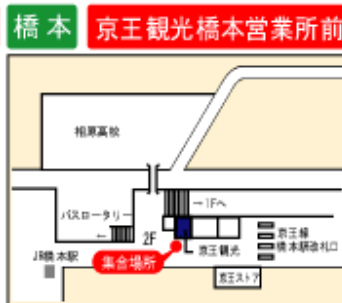 橋本 京王観光橋本営業所前
相原高校
→1Fへ
バスロータリー
←
2F
京王観光
京王線
橋本駅改札口
JR橋本駅
集合場所
京王ストア